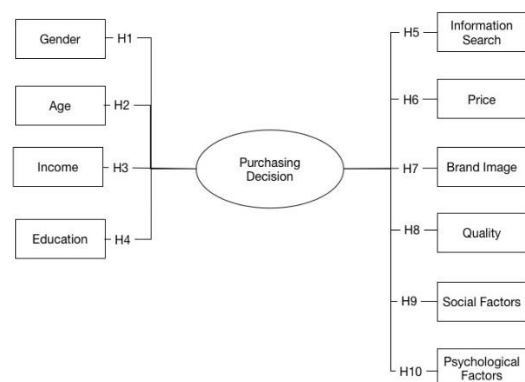 Gender
H1
Age
H2
Income
H3
Education
H4
Purchasing
Decision
H5
Information
Search
H6
Price
H7
Brand Image
H8
Quality
H9
Social Factors
H10
Psychological
Factors